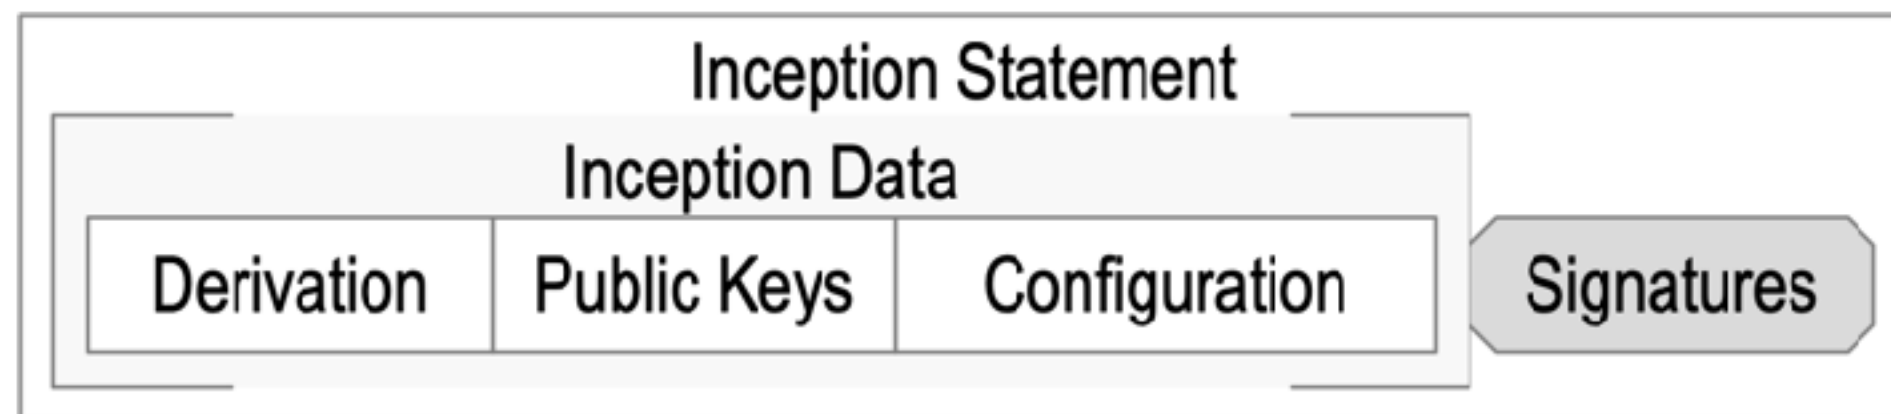 Inception Statement
Inception Data
Derivation Public Keys Configuration Signatures